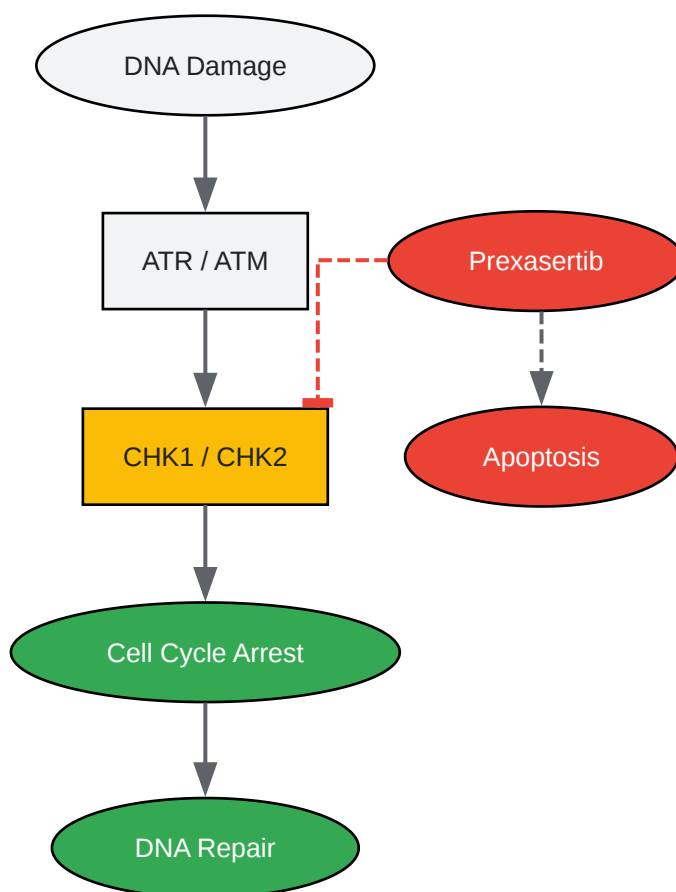 DNA Damage
ATR / ATM
Prexasertib
CHK1 / CHK2
Apoptosis
Cell Cycle Arrest
DNA Repair